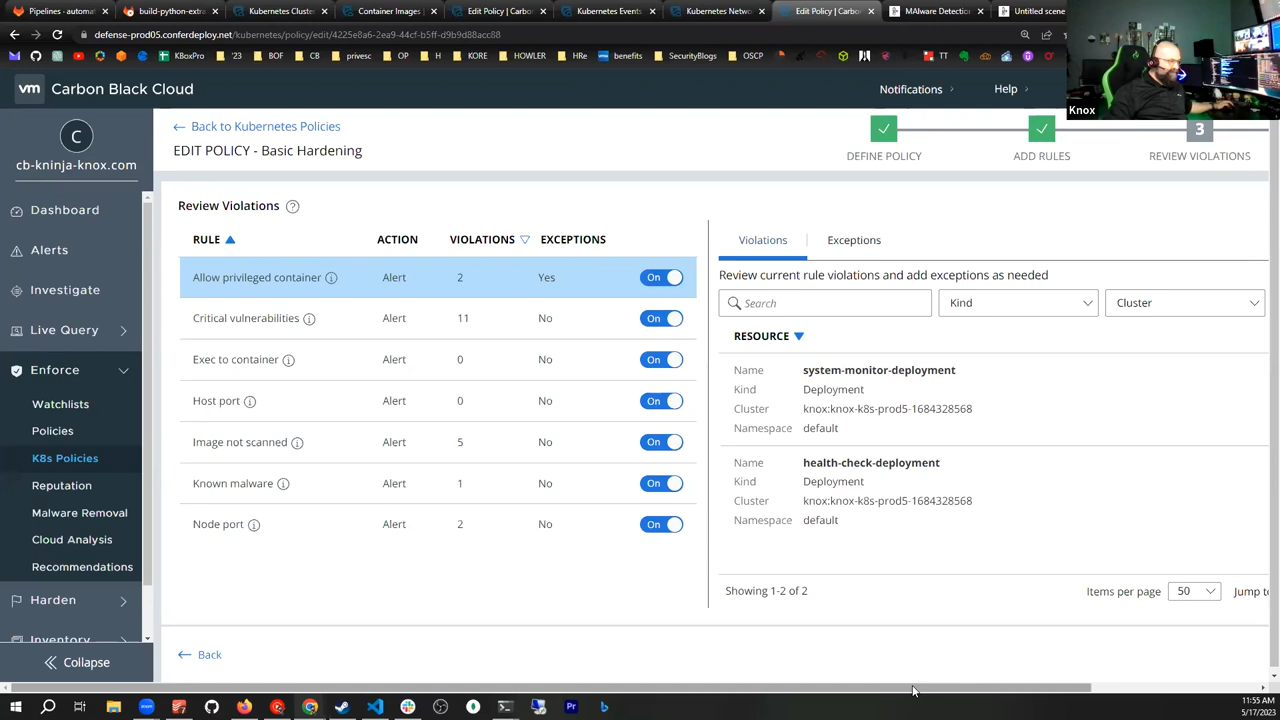 Pipelines - automat
build-python-extra
Kubernetes Cluster
Container Images |
Edit Policy | Carbon
Kubernetes Events
Kubernetes Netwo
Edit Policy | Carbo
MAlware Detection
Untitled scene
defense-prod05.conferdeploy.net/kubernetes/policy/edit/4225e8a6-2ea9-44cf-b5ff-d9b9d88acc88
KBoxPro
'23
BOF
CB
privesc
OP
H
KORE
HOWLER
HRe
benefits
SecurityBlogs
OSCP
TT
Knox
vm Carbon Black Cloud
Notifications
Help
C
cb-kninja-knox.com
Dashboard
Alerts
Investigate
Live Query
Enforce
Watchlists
Policies
K8s Policies
Reputation
Malware Removal
Cloud Analysis
Recommendations
Harden
Inventory
Collapse
Back to Kubernetes Policies
EDIT POLICY - Basic Hardening
DEFINE POLICY
ADD RULES
3
REVIEW VIOLATIONS
Review Violations ?
RULE ACTION VIOLATIONS EXCEPTIONS
Allow privileged container Alert 2 Yes On
Critical vulnerabilities Alert 11 No On
Exec to container Alert 0 No On
Host port Alert 0 No On
Image not scanned Alert 5 No On
Known malware Alert 1 No On
Node port Alert 2 No On
Violations
Exceptions
Review current rule violations and add exceptions as needed
Search
Kind
Cluster
RESOURCE
Name system-monitor-deployment
Kind Deployment
Cluster knox:knox-k8s-prod5-1684328568
Namespace default
Name health-check-deployment
Kind Deployment
Cluster knox:knox-k8s-prod5-1684328568
Namespace default
Showing 1-2 of 2
Items per page 50 Jump to
Back
11:55 AM
5/17/2023